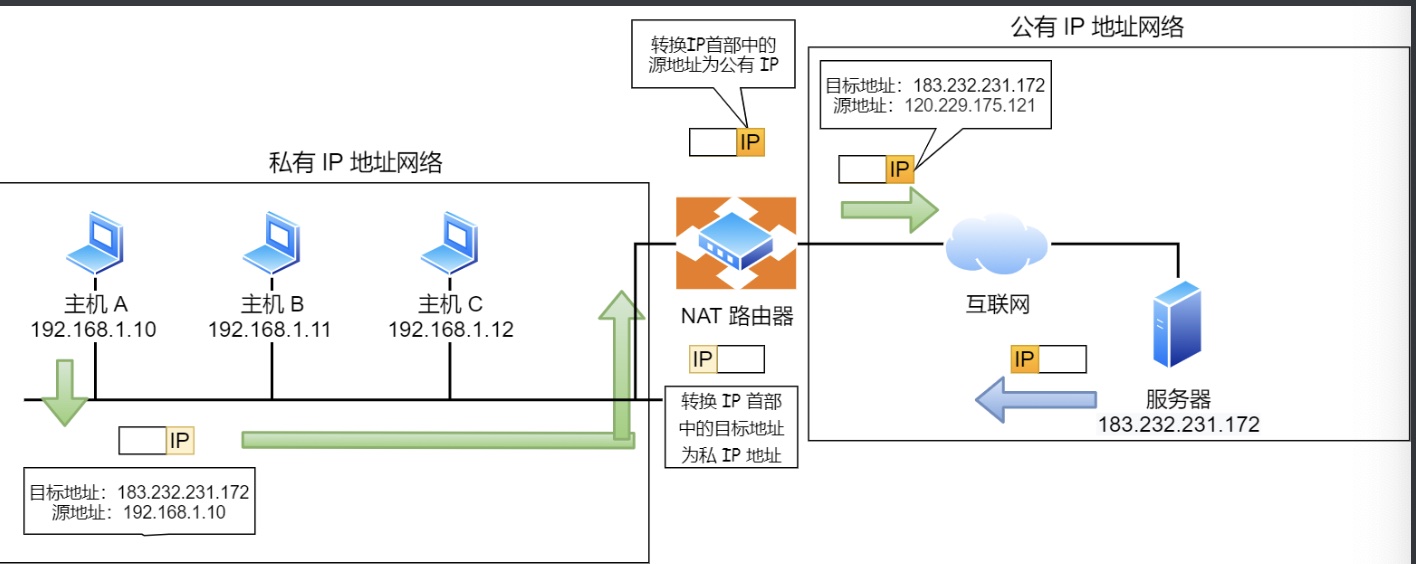 公有 IP 地址网络
转换IP首部中的
源地址为公有 IP
IP
目标地址：183.232.231.172
源地址：120.229.175.121
IP
私有 IP 地址网络
主机 A
192.168.1.10
主机 B
192.168.1.11
主机 C
192.168.1.12
NAT 路由器
互联网
IP
IP
服务器
183.232.231.172
转换 IP 首部
中的目标地址
为私 IP 地址
IP
目标地址：183.232.231.172
源地址：192.168.1.10